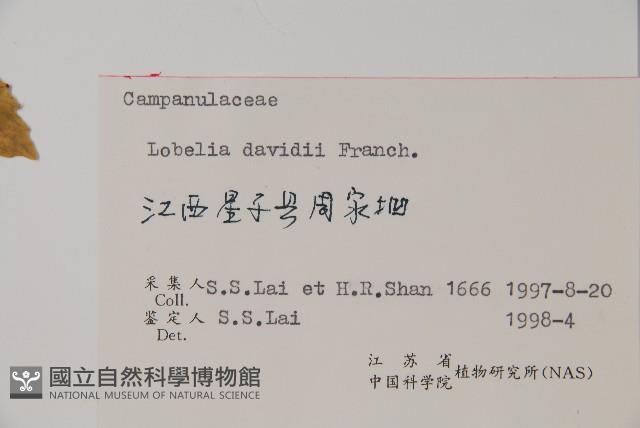 Campanulaceae
Lobelia davidii Franch.
江西星子县周家
采集人 S.S.Lai et H.R.Shan 1666 1997-8-20
Coll.
鉴定人 S.S.Lai 1998-4
Det.
江苏省
中国科学院 植物研究所(NAS)
國立自然科學博物館
NATIONAL MUSEUM OF NATURAL SCIENCE